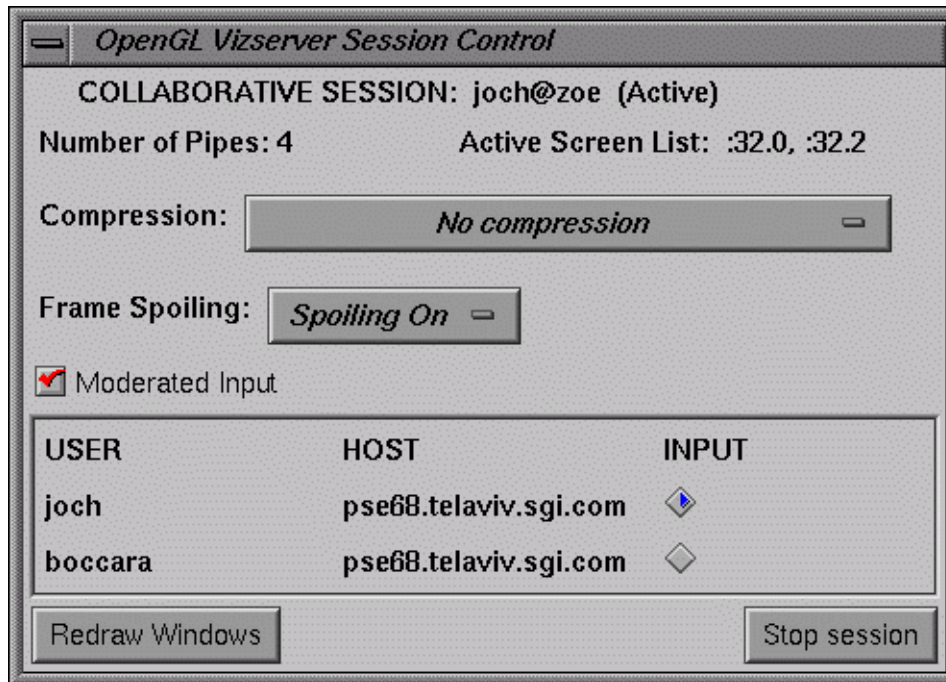 OpenGL Vizserver Session Control
COLLABORATIVE SESSION: joch@zoe (Active)
Number of Pipes: 4 Active Screen List: :32.0, :32.2
Compression: No compression
Frame Spoiling: Spoiling On
Moderated Input
USER HOST INPUT
joch pse68.telaviv.sgi.com
boccara pse68.telaviv.sgi.com
Redraw Windows Stop session